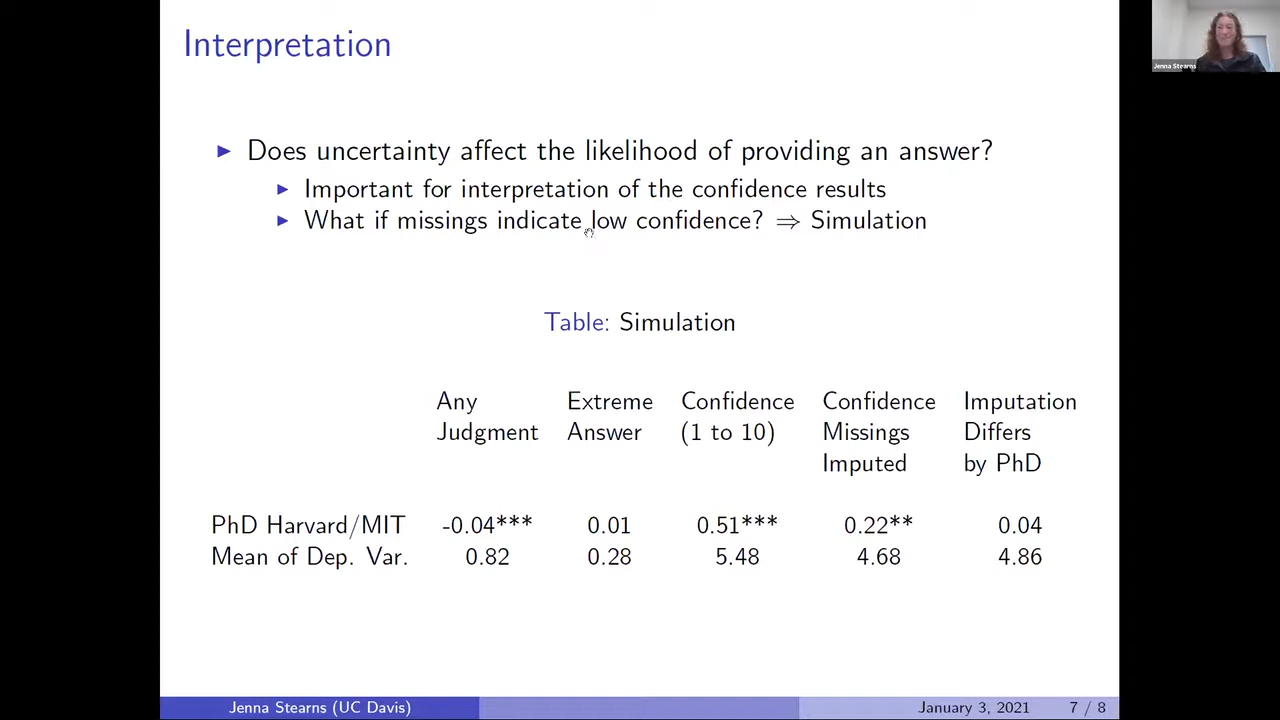 Interpretation
Jenna Stearns
▶ Does uncertainty affect the likelihood of providing an answer?
▶ Important for interpretation of the confidence results
▶ What if missings indicate low confidence? ⇒ Simulation
Table: Simulation
Any Extreme Confidence Confidence Imputation
Judgment Answer (1 to 10) Missings Differs
Imputed by PhD
PhD Harvard/MIT -0.04*** 0.01 0.51*** 0.22** 0.04
Mean of Dep. Var. 0.82 0.28 5.48 4.68 4.86
Jenna Stearns (UC Davis) January 3, 2021 7 / 8